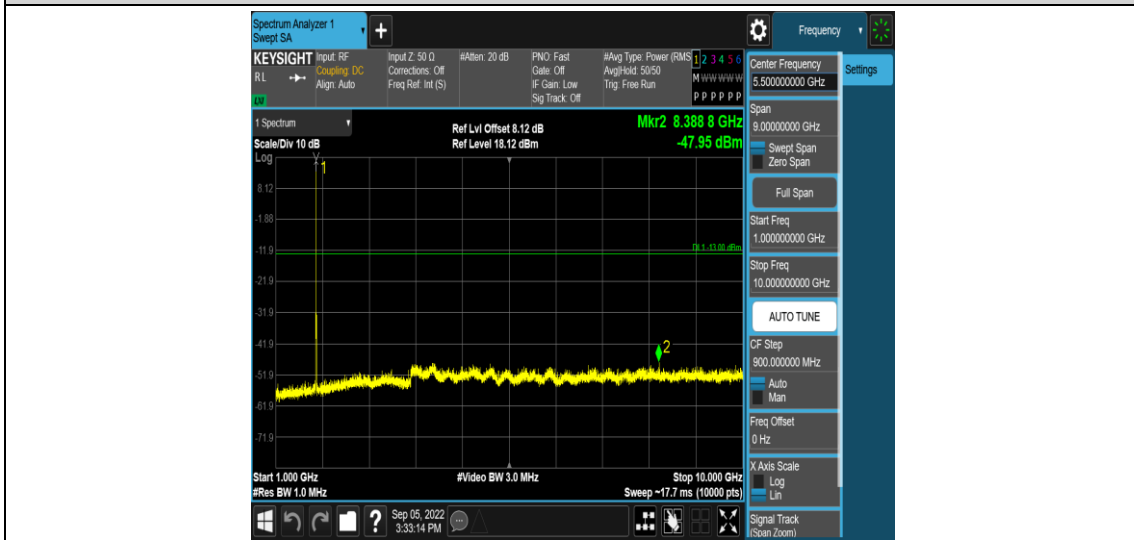 Spectrum Analyzer 1
Swept SA
+
Frequency
KEYSIGHT
RL
LXI
Input: RF
Coupling: DC
Align: Auto
Input Z: 50 Ω
Corrections: Off
Freq Ref: Int (S)
#Atten: 20 dB
PNO: Fast
Gate: Off
IF Gain: Low
Sig Track: Off
#Avg Type: Power (RMS
Avg|Hold: 50/50
Trig: Free Run
1 2 3 4 5 6
M W W W W W
P P P P P P
1 Spectrum
Scale/Div 10 dB
Log
Ref Lvl Offset 8.12 dB
Ref Level 18.12 dBm
Mkr2 8.388 8 GHz
-47.95 dBm
1
8.12
-1.88
-11.9
DL1 -13.00 dBm
-21.9
-31.9
-41.9
2
-51.9
-61.9
-71.9
Start 1.000 GHz
#Res BW 1.0 MHz
#Video BW 3.0 MHz
Stop 10.000 GHz
Sweep ~17.7 ms (10000 pts)
?
Sep 05, 2022
3:33:14 PM
Center Frequency
5.50000000 GHz
Settings
Span
9.00000000 GHz
Swept Span
Zero Span
Full Span
Start Freq
1.000000000 GHz
Stop Freq
10.000000000 GHz
AUTO TUNE
CF Step
900.000000 MHz
Auto
Man
Freq Offset
0 Hz
X Axis Scale
Log
Lin
Signal Track
(Span Zoom)